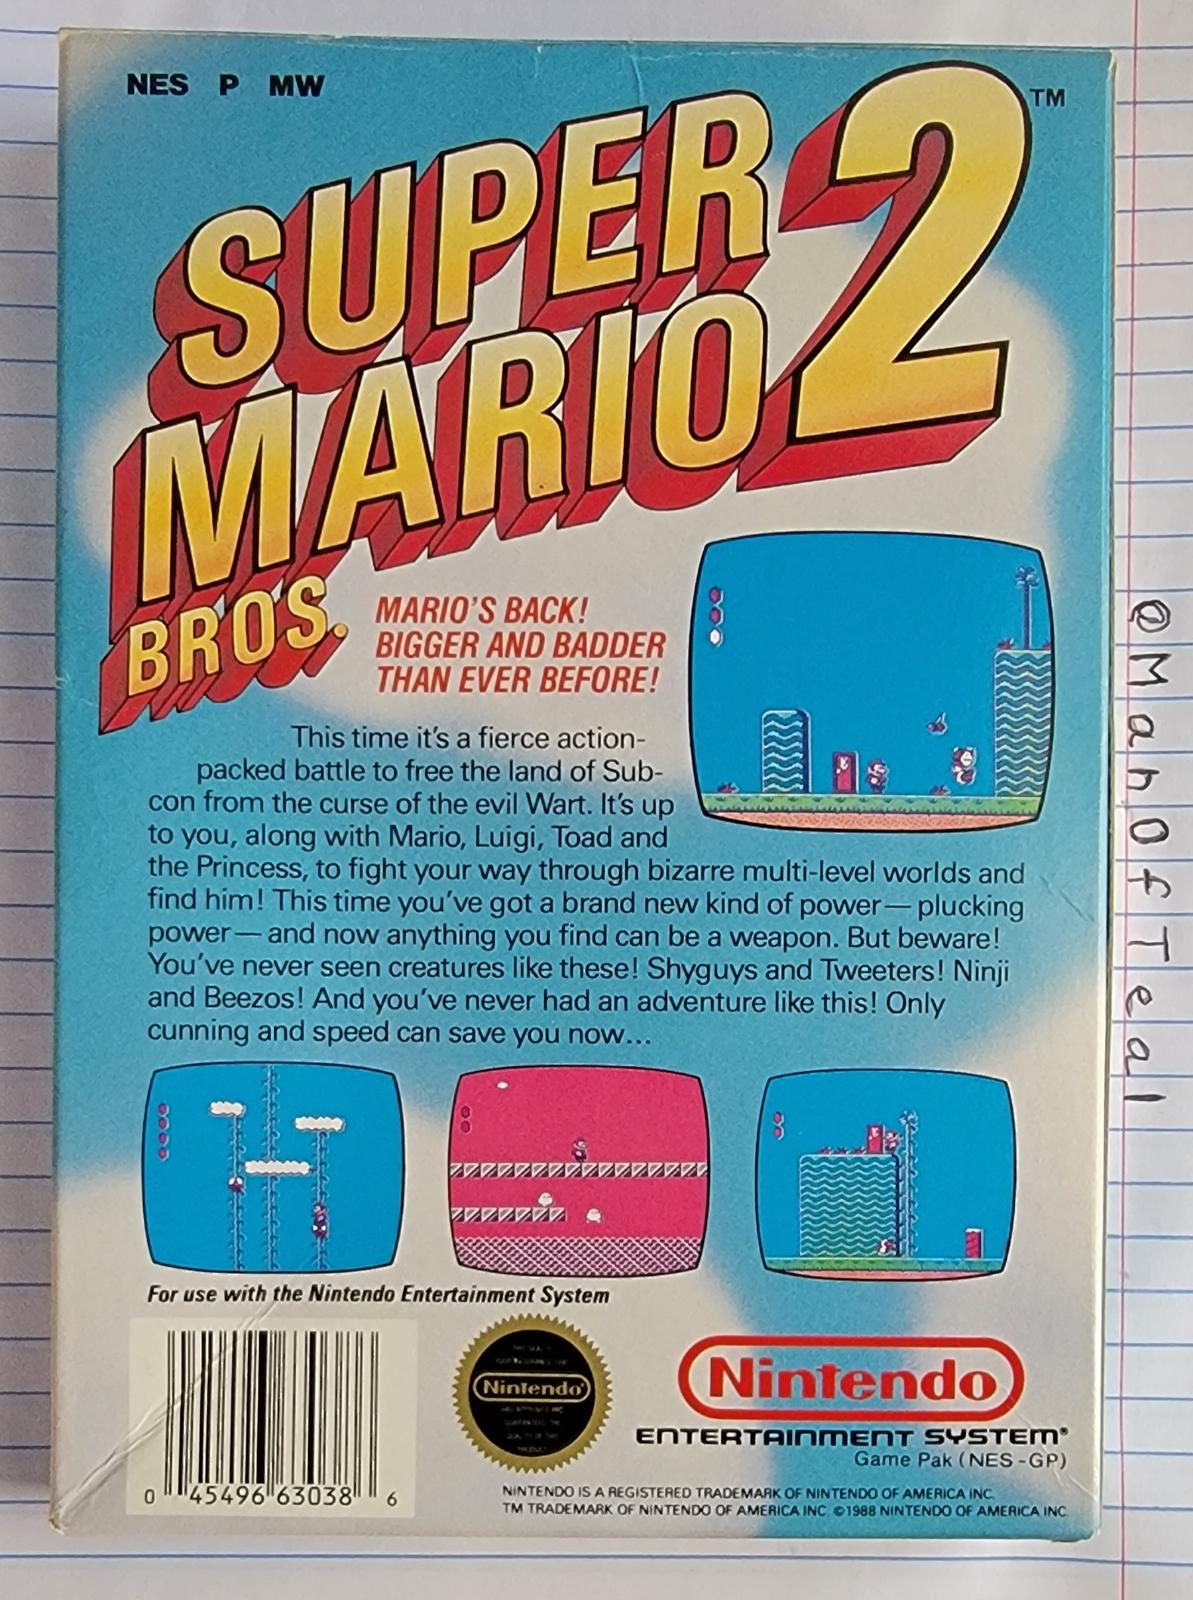 NES P MW
SUPER
MARIO 2 TM
BROS.
MARIO'S BACK!
BIGGER AND BADDER
THAN EVER BEFORE!
This time it's a fierce action-
packed battle to free the land of Sub-
con from the curse of the evil Wart. It's up
to you, along with Mario, Luigi, Toad and
the Princess, to fight your way through bizarre multi-level worlds and
find him! This time you've got a brand new kind of power—plucking
power—and now anything you find can be a weapon. But beware!
You've never seen creatures like these! Shyguys and Tweeters! Ninji
and Beezos! And you've never had an adventure like this! Only
cunning and speed can save you now...
For use with the Nintendo Entertainment System
0 45496 63038 6
Nintendo
Nintendo
ENTERTAINMENT SYSTEM®
Game Pak (NES-GP)
NINTENDO IS A REGISTERED TRADEMARK OF NINTENDO OF AMERICA INC.
TM TRADEMARK OF NINTENDO OF AMERICA INC. ©1988 NINTENDO OF AMERICA INC.
@ManOfTeal